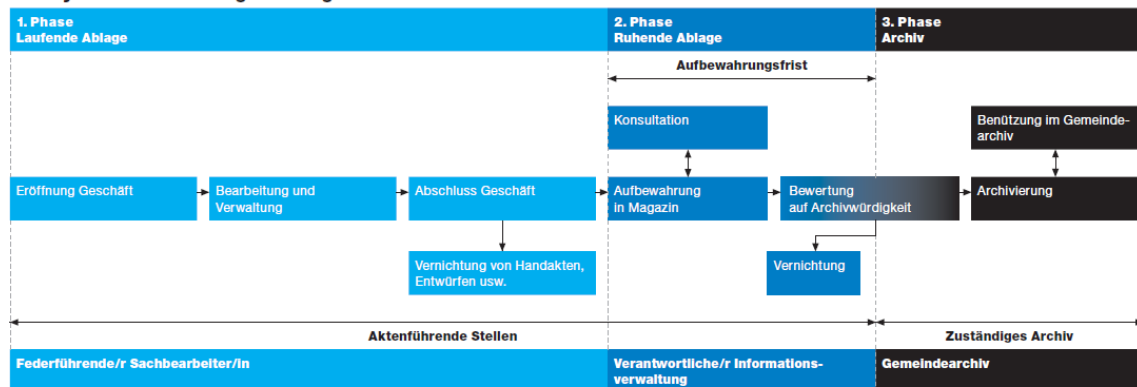 1. Phase
Laufende Ablage
2. Phase
Ruhende Ablage
3. Phase
Archiv
Aufbewahrungsfrist
Konsultation
Benützung im Gemeinde-
archiv
Eröffnung Geschäft
Bearbeitung und
Verwaltung
Abschluss Geschäft
Aufbewahrung
in Magazin
Bewertung
auf Archivwürdigkeit
Archivierung
Vernichtung von Handakten,
Entwürfen usw.
Vernichtung
Aktenführende Stellen
Zuständiges Archiv
Federführende/r Sachbearbeiter/in
Verantwortliche/r Informations-
verwaltung
Gemeindearchiv